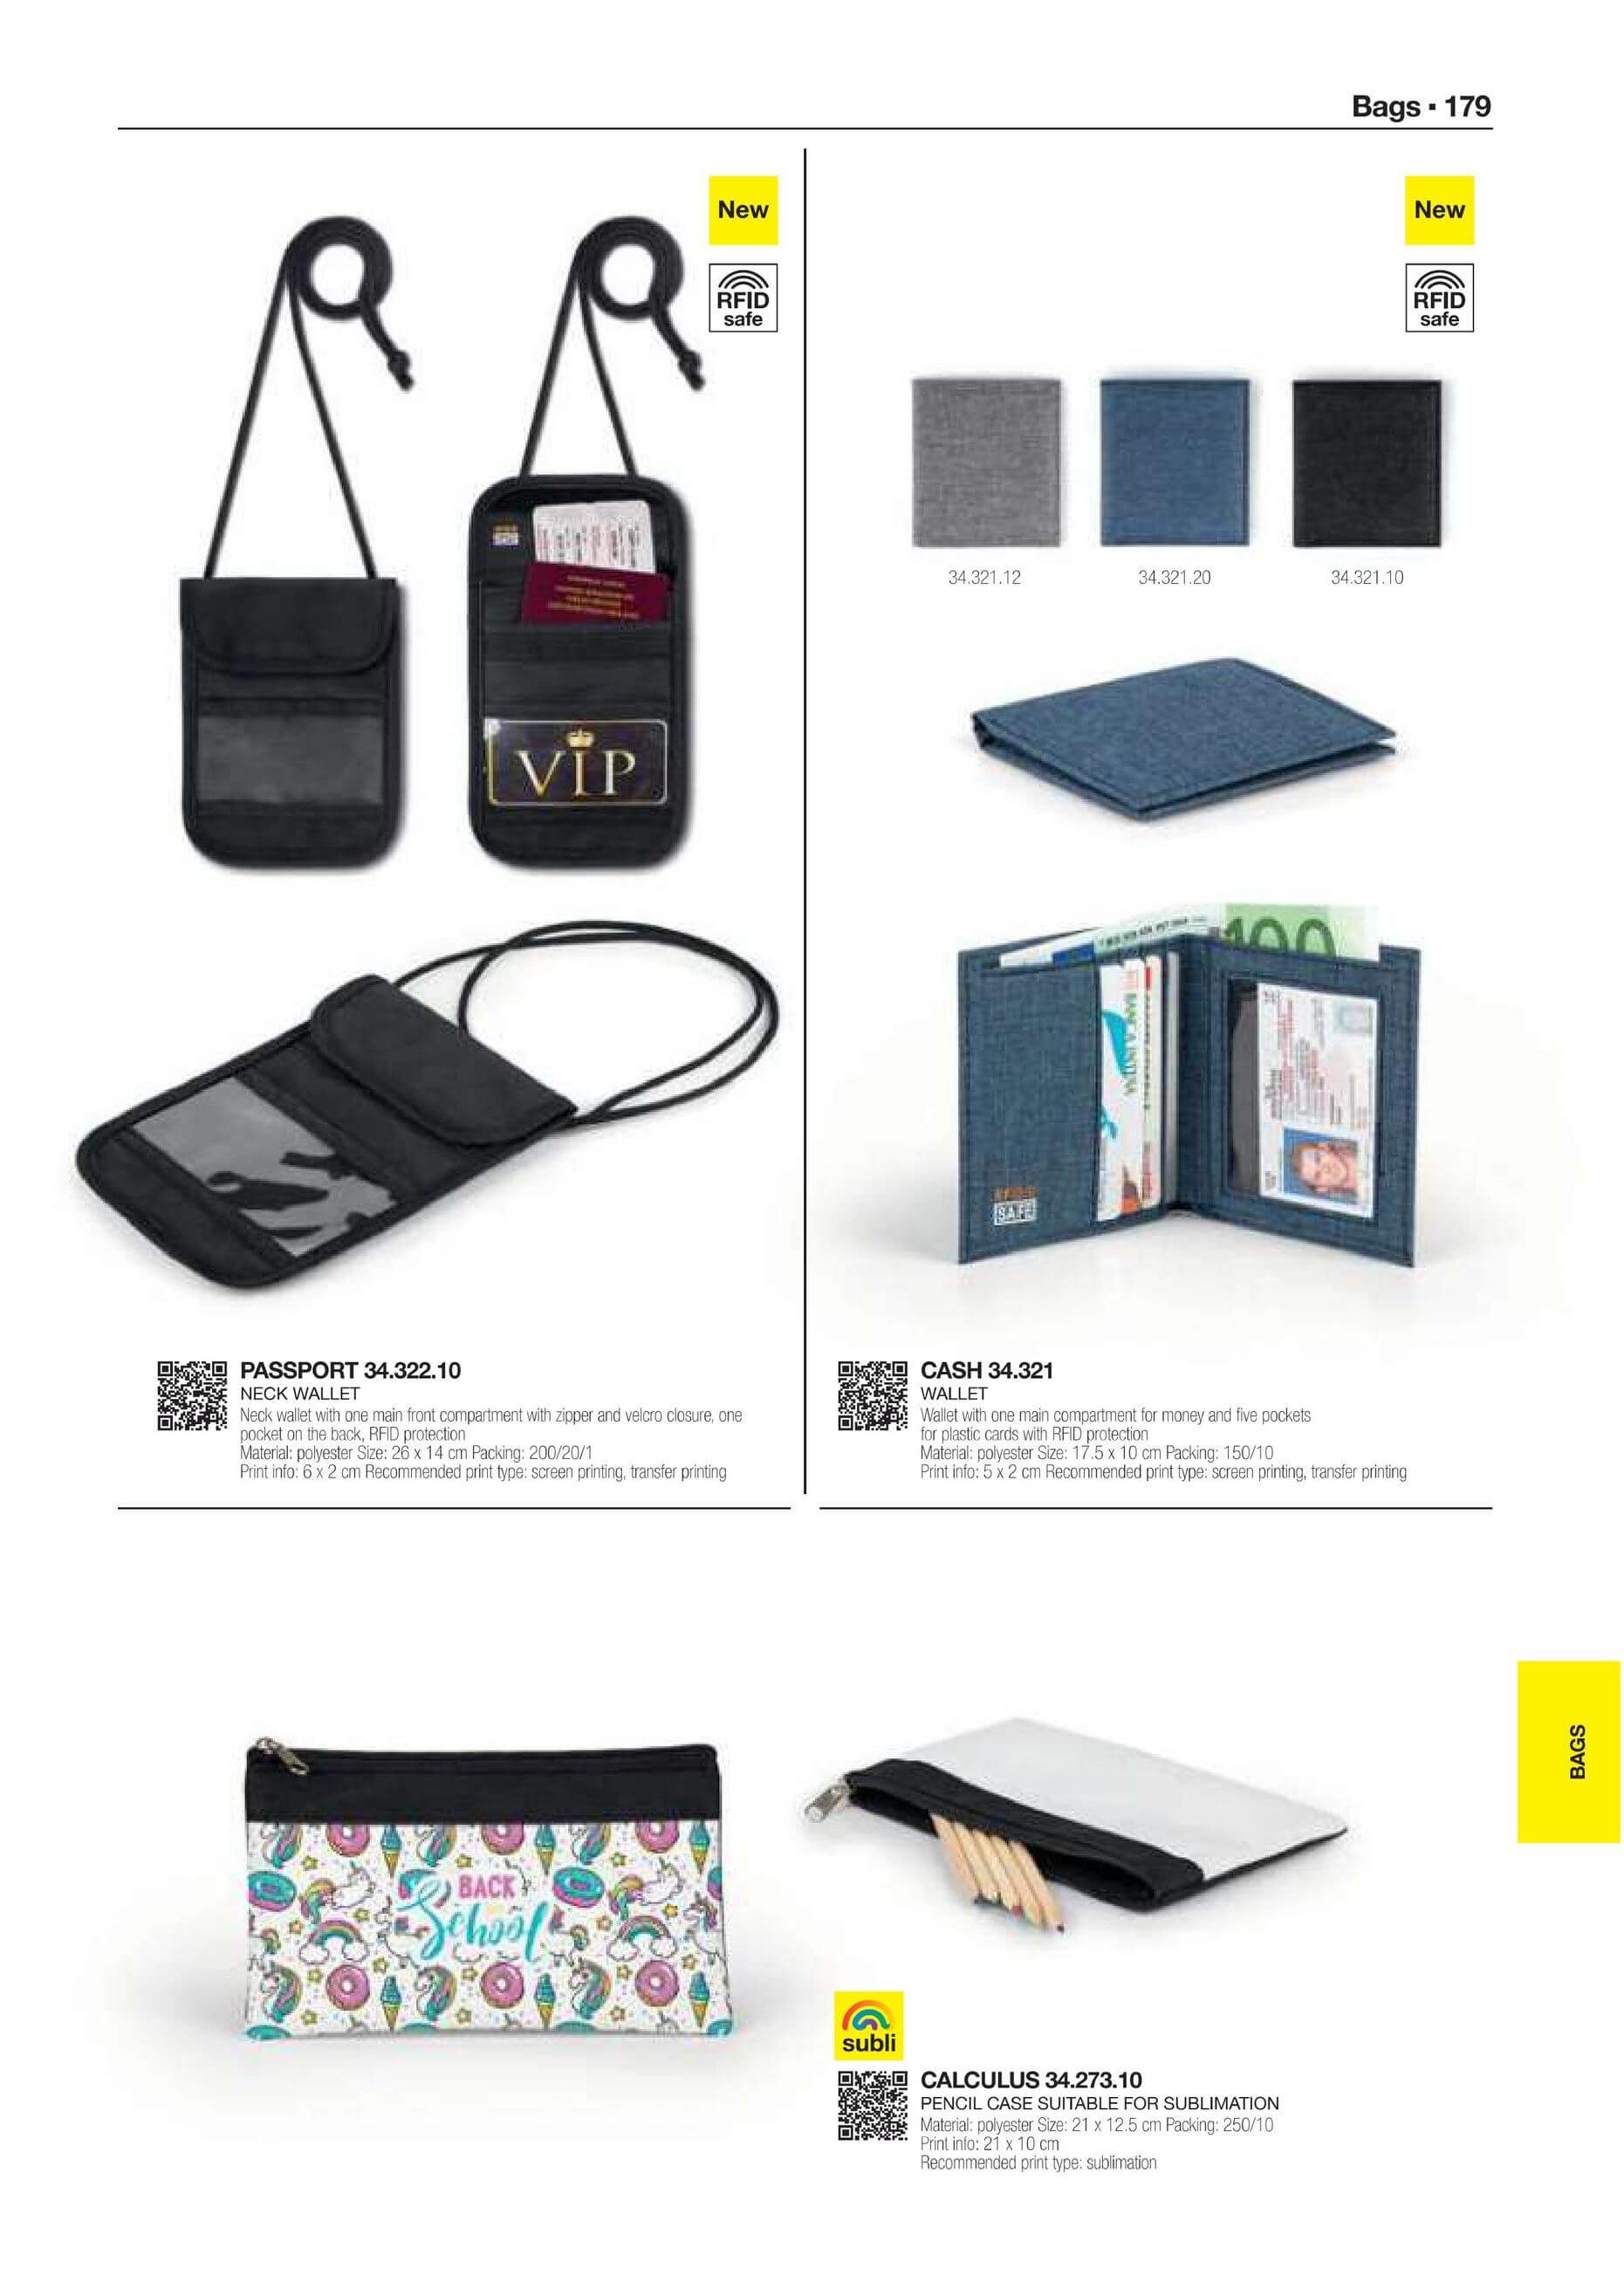 Bags ▪ 179
New
RFID
safe
VIP
New
RFID
safe
34.321.12
34.321.20
34.321.10
100
SAFE
PASSPORT 34.322.10
NECK WALLET
Neck wallet with one main front compartment with zipper and velcro closure, one
pocket on the back, RFID protection
Material: polyester Size: 26 x 14 cm Packing: 200/20/1
Print info: 6 x 2 cm Recommended print type: screen printing, transfer printing
CASH 34.321
WALLET
Wallet with one main compartment for money and five pockets
for plastic cards with RFID protection
Material: polyester Size: 17.5 x 10 cm Packing: 150/10
Print info: 5 x 2 cm Recommended print type: screen printing, transfer printing
BAGS
BACK
School
subli
CALCULUS 34.273.10
PENCIL CASE SUITABLE FOR SUBLIMATION
Material: polyester Size: 21 x 12.5 cm Packing: 250/10
Print info: 21 x 10 cm
Recommended print type: sublimation